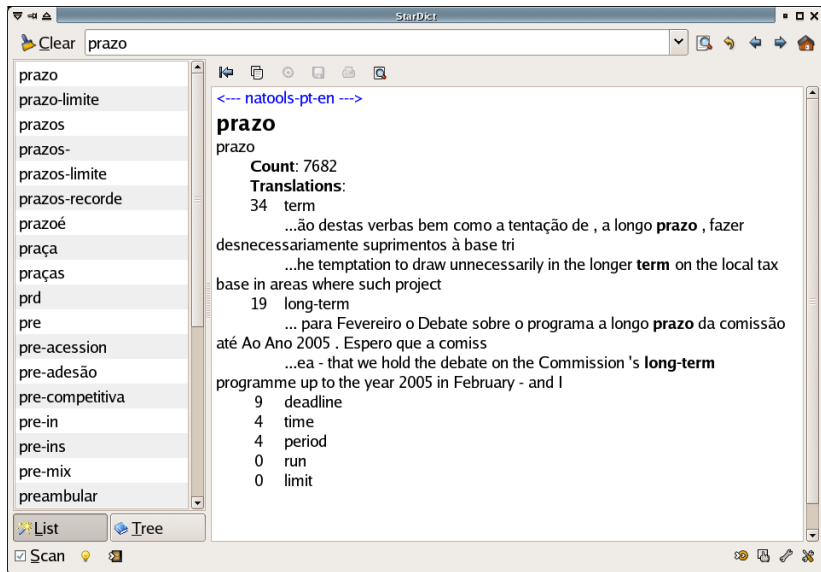 StarDict
Clear prazo
prazo
prazo-limite
prazos
prazos-
prazos-limite
prazos-recorde
prazoé
praça
praças
prd
pre
pre-acession
pre-adesão
pre-competitiva
pre-in
pre-ins
pre-mix
preambular
List Tree
Scan
<--- natools-pt-en --->
prazo
prazo
Count: 7682
Translations:
34 term
...ão destas verbas bem como a tentação de , a longo prazo , fazer
desnecessariamente suprimentos à base tri
...he temptation to draw unnecessarily in the longer term on the local tax
base in areas where such project
19 long-term
... para Fevereiro o Debate sobre o programa a longo prazo da comissão
até Ao Ano 2005 . Espero que a comiss
...ea - that we hold the debate on the Commission 's long-term
programme up to the year 2005 in February - and I
9 deadline
4 time
4 period
0 run
0 limit